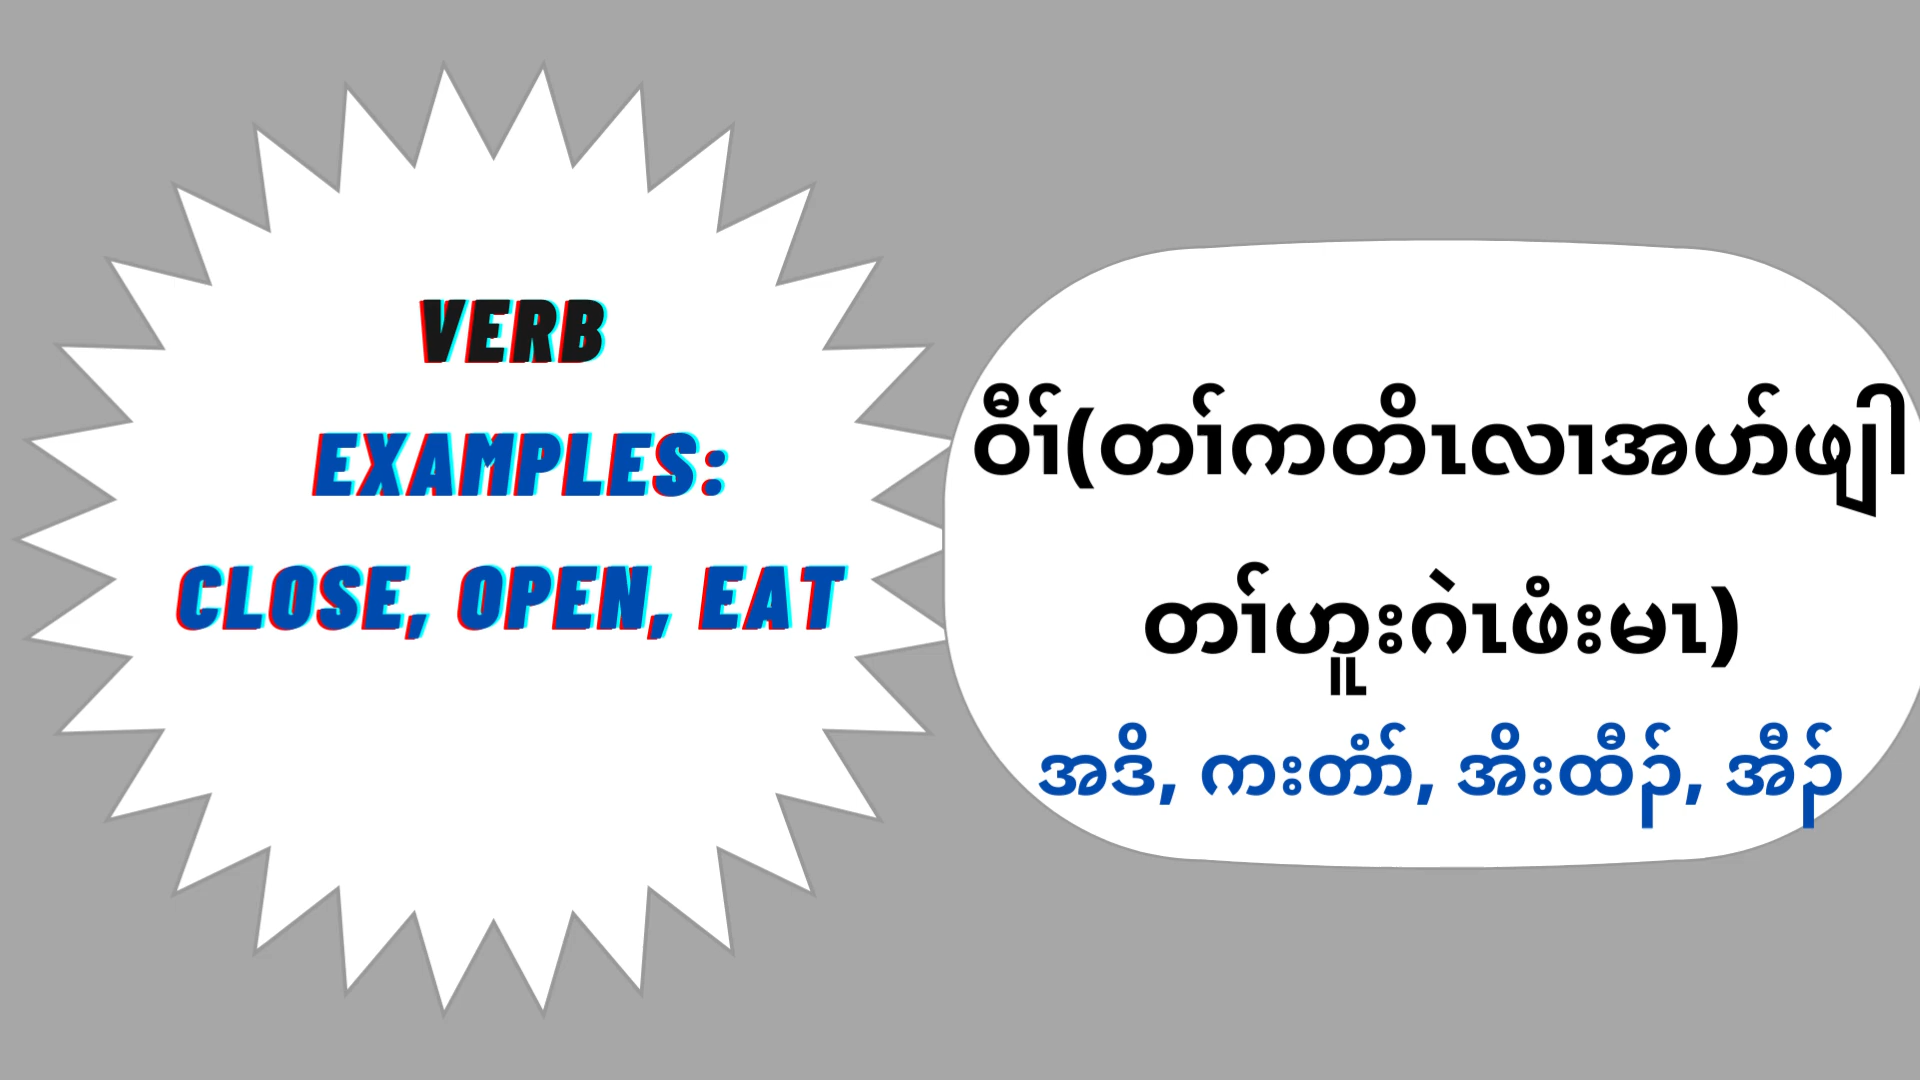 VERB
EXAMPLES:
CLOSE, OPEN, EAT
ဝီၢ်(တၢ်ကတိၤလၢအပာ်ဖျါ
တၢ်ဟူးဂဲၤဖံးမၤ)
အဒိ, ကးတံာ်, အိးထီၣ်, အီၣ်